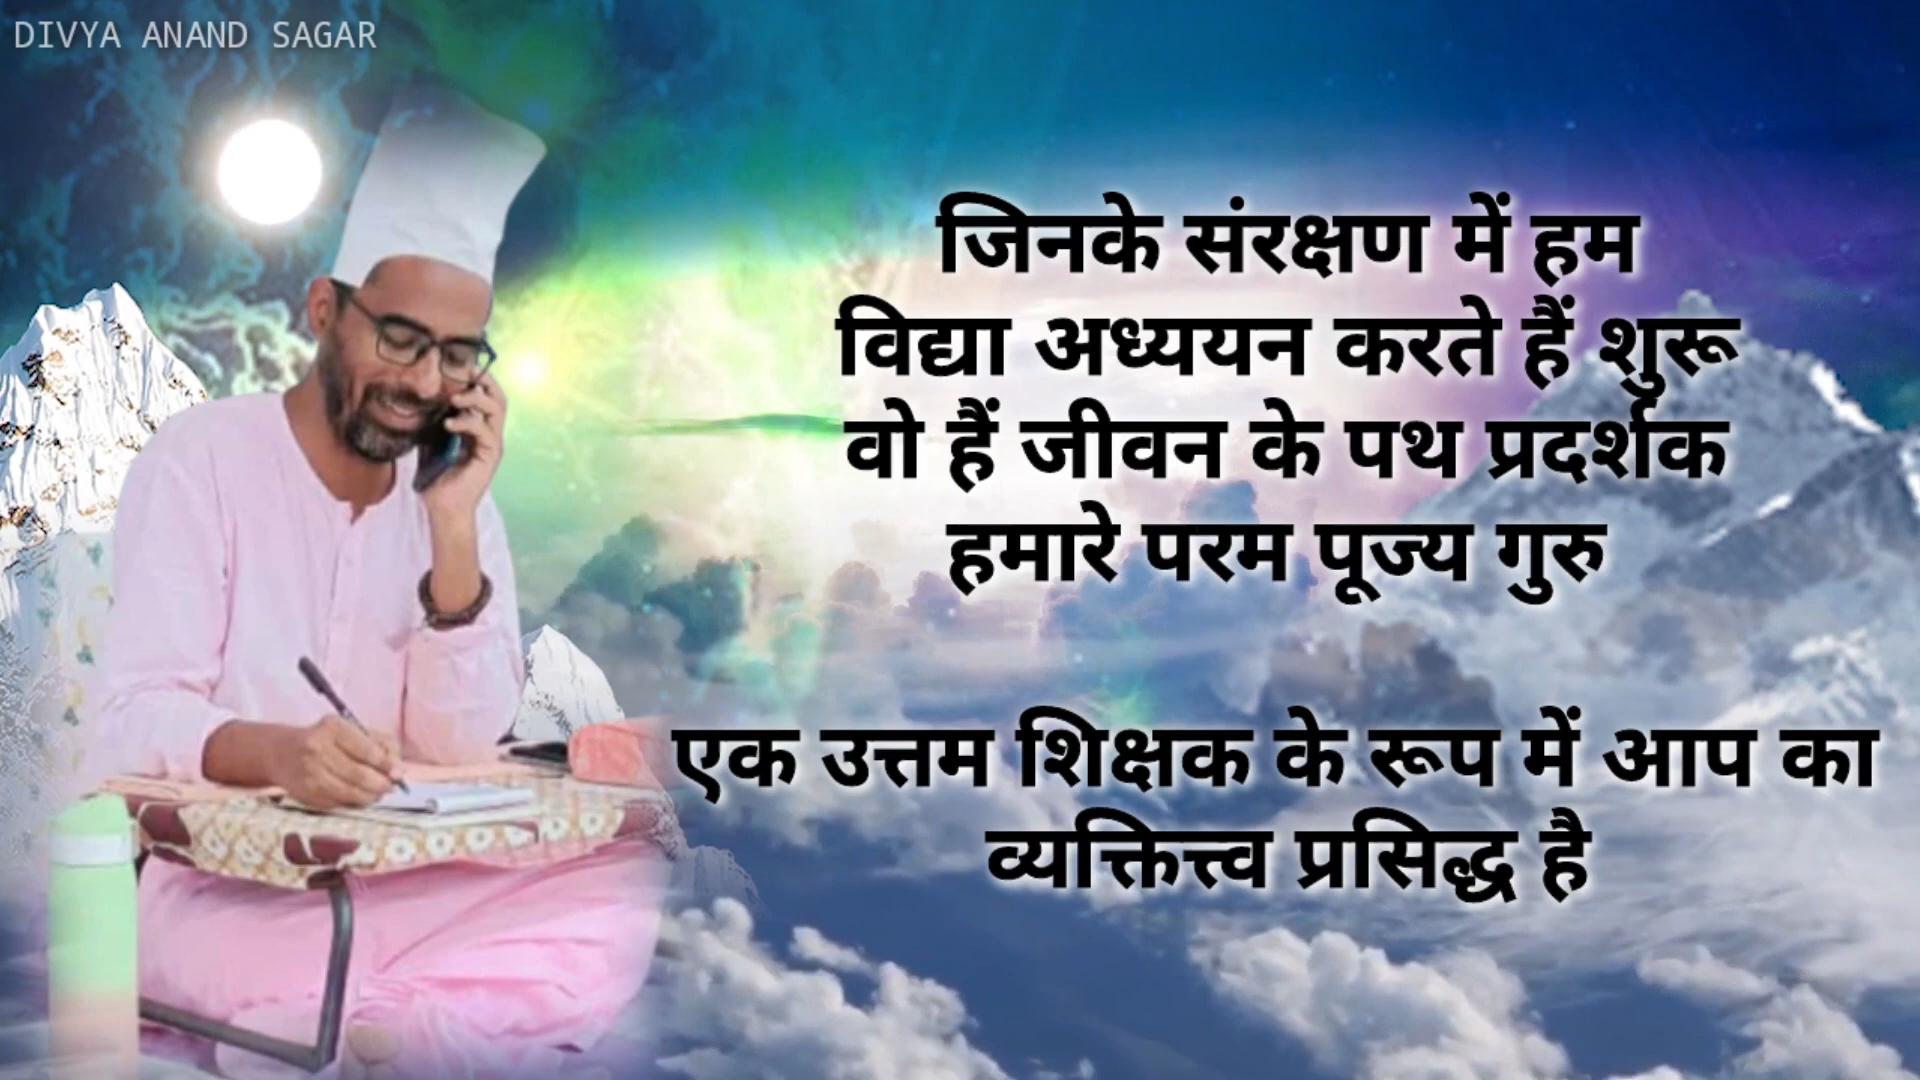 DIVYA ANAND SAGAR
जिनके संरक्षण में हम
विद्या अध्ययन करते हैं शुरू
वो हैं जीवन के पथ प्रदर्शक
हमारे परम पूज्य गुरु
एक उत्तम शिक्षक के रूप में आप का
व्यक्तित्त्व प्रसिद्ध है